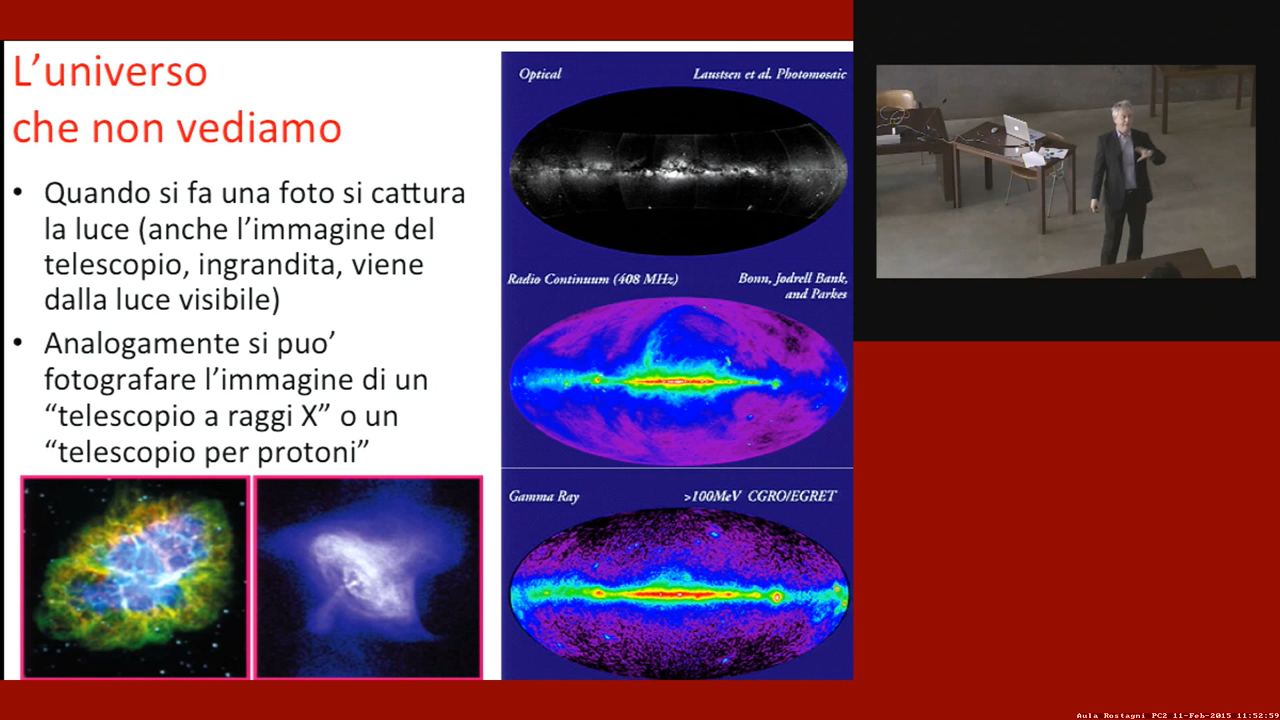 L’universo
che non vediamo
• Quando si fa una foto si cattura
la luce (anche l’immagine del
telescopio, ingrandita, viene
dalla luce visibile)
• Analogamente si puo’
fotografare l’immagine di un
“telescopio a raggi X” o un
“telescopio per protoni”
Optical Laustsen et al. Photomosaic
Radio Continuum (408 MHz) Bonn, Jodrell Bank,
and Parkes
Gamma Ray >100MeV CGRO/EGRET
Aula Rostagni PC2 11-Feb-2015 11:52:59